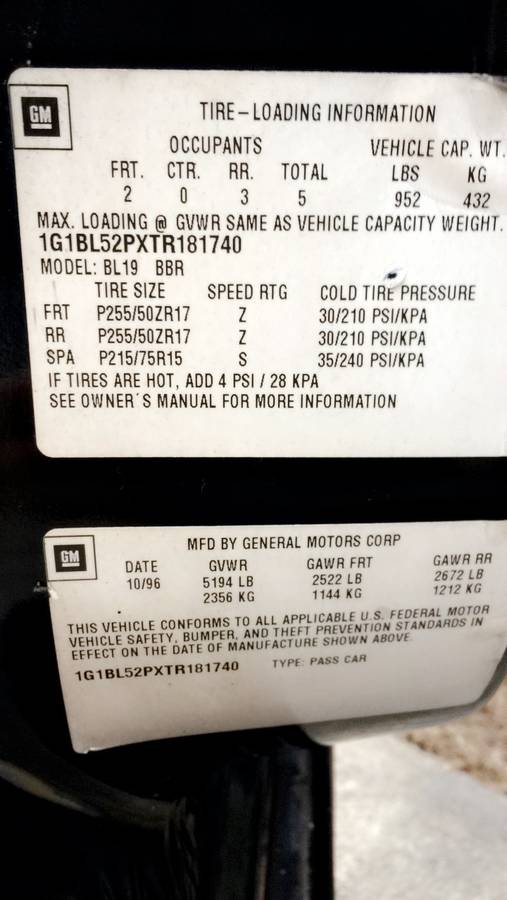 GM
TIRE-LOADING INFORMATION
OCCUPANTS VEHICLE CAP. WT.
FRT. CTR. RR. TOTAL LBS KG
2 0 3 5 952 432
MAX. LOADING @ GVWR SAME AS VEHICLE CAPACITY WEIGHT.
1G1BL52PXTR181740
MODEL: BL19 BBR
TIRE SIZE SPEED RTG COLD TIRE PRESSURE
FRT P255/50ZR17 Z 30/210 PSI/KPA
RR P255/50ZR17 Z 30/210 PSI/KPA
SPA P215/75R15 S 35/240 PSI/KPA
IF TIRES ARE HOT, ADD 4 PSI / 28 KPA
SEE OWNER'S MANUAL FOR MORE INFORMATION
GM
MFD BY GENERAL MOTORS CORP
DATE GVWR GAWR FRT GAWR RR
10/96 5194 LB 2522 LB 2672 LB
2356 KG 1144 KG 1212 KG
THIS VEHICLE CONFORMS TO ALL APPLICABLE U.S. FEDERAL MOTOR
VEHICLE SAFETY, BUMPER, AND THEFT PREVENTION STANDARDS IN
EFFECT ON THE DATE OF MANUFACTURE SHOWN ABOVE.
1G1BL52PXTR181740 TYPE: PASS CAR